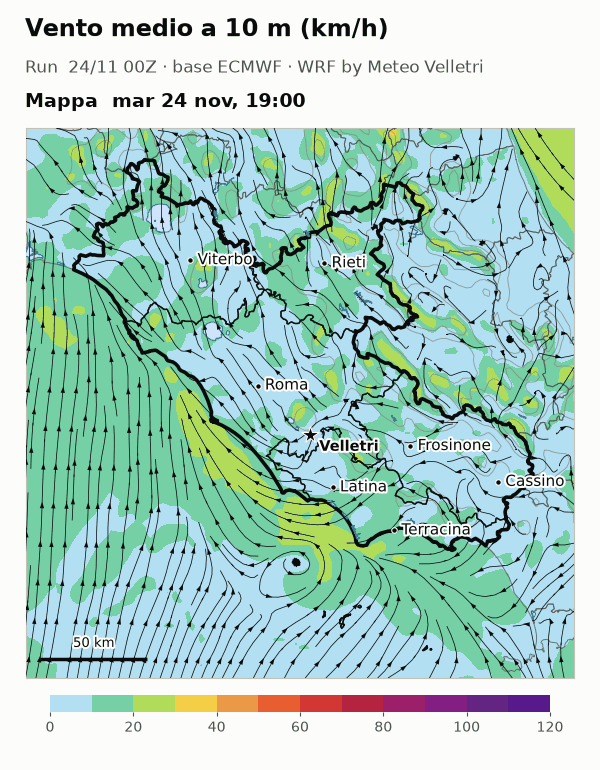 Vento medio a 10 m (km/h)
Run  24/11 00Z · base ECMWF · WRF by Meteo Velletri
Mappa  mar 24 nov, 19:00
Viterbo
Rieti
Roma
Velletri
Frosinone
Cassino
Latina
Terracina
50 km
0 20 40 60 80 100 120